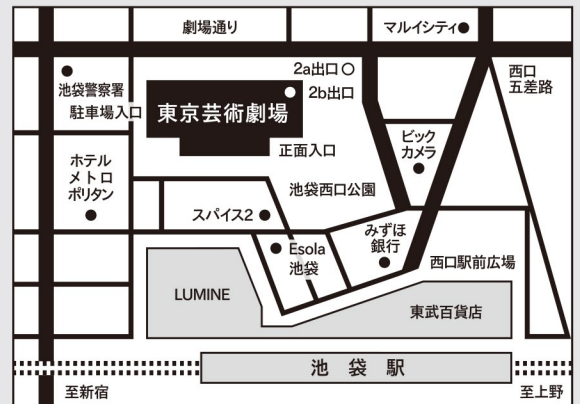 劇場通り
マルイシティ
2a出口
西口
五差路
池袋警察署
2b出口
駐車場入口
東京芸術劇場
ビック
カメラ
正面入口
ホテル
メトロ
ポリタン
池袋西口公園
スパイス2
みずほ
銀行
Esola
池袋
西口駅前広場
LUMINE
東武百貨店
池袋駅
至新宿
至上野